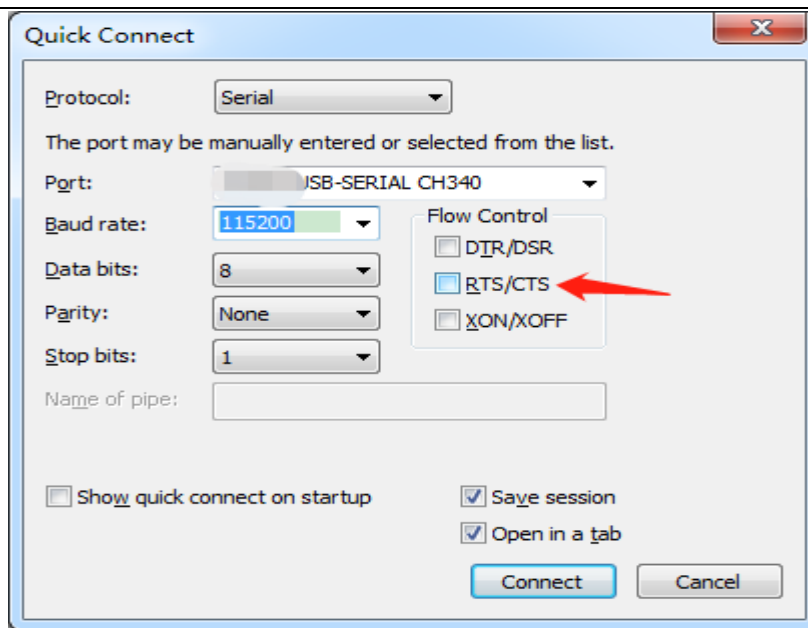 Quick Connect
Protocol: Serial
The port may be manually entered or selected from the list.
Port: USB-SERIAL CH340
Baud rate: 115200
Flow Control
DTR/DSR
Data bits: 8
RTS/CTS
Parity: None
XON/XOFF
Stop bits: 1
Name of pipe:
Show quick connect on startup
Save session
Open in a tab
Connect
Cancel